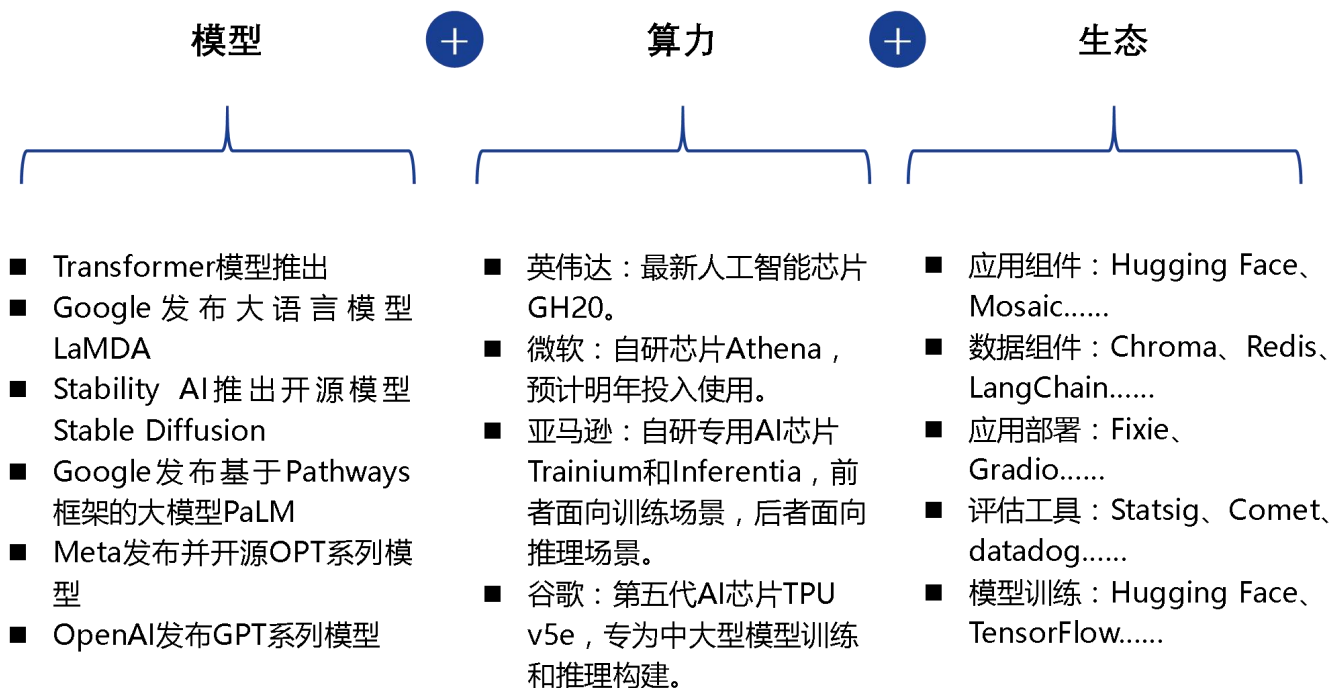 模型
Transformer模型推出
Google发布大语言模型
LaMDA
Stability AI推出开源模型
Stable Diffusion
Google发布基于Pathways
框架的大模型PaLM
Meta发布并开源OPT系列模
型
OpenAI发布GPT系列模型
+
算力
英伟达：最新人工智能芯片
GH20。
微软：自研芯片Athena，
预计明年投入使用。
亚马逊：自研专用AI芯片
Trainium和Inferentia，前
者面向训练场景，后者面向
推理场景。
谷歌：第五代AI芯片TPU
v5e，专为中大型模型训练
和推理构建。
+
生态
应用组件：Hugging Face、
Mosaic......
数据组件：Chroma、Redis、
LangChain......
应用部署：Fixie、
Gradio......
评估工具：Statsig、Comet、
datadog......
模型训练：Hugging Face、
TensorFlow......